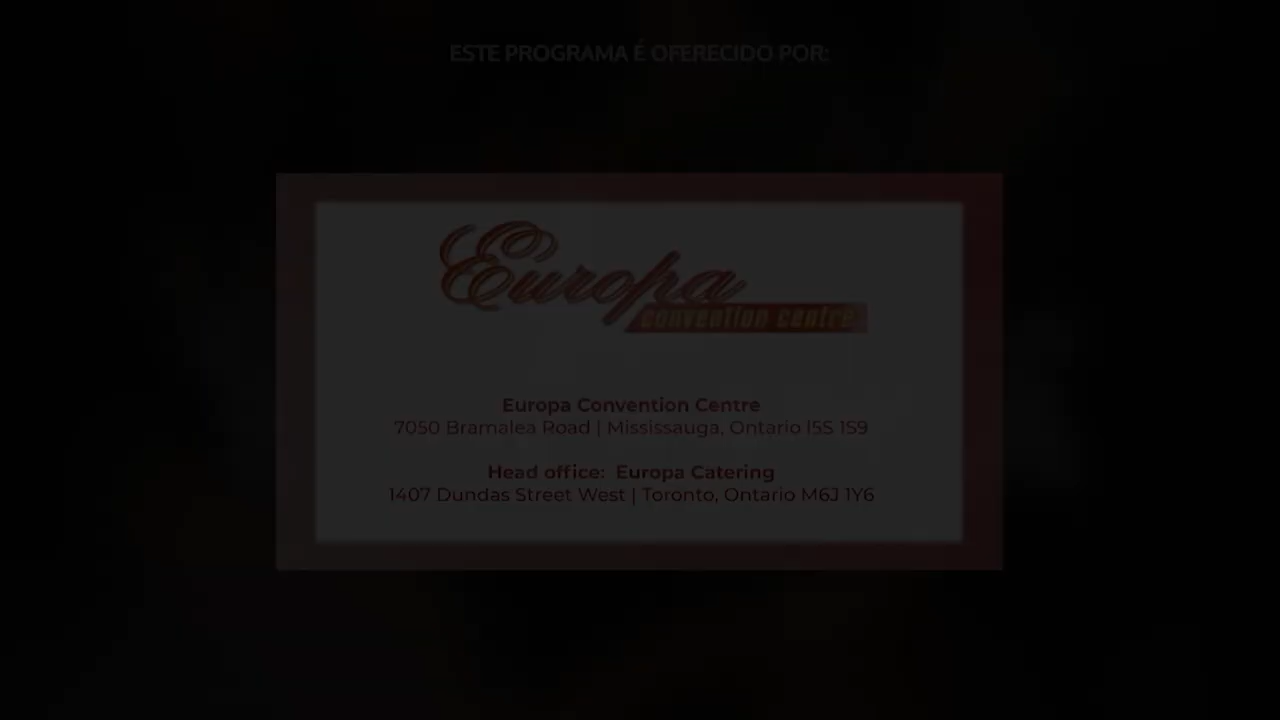 ESTE PROGRAMA É OFERECIDO POR:
Europa
convention centre
Europa Convention Centre
7050 Bramalea Road | Mississauga, Ontario l5S 1S9
Head office: Europa Catering
1407 Dundas Street West | Toronto, Ontario M6J 1Y6